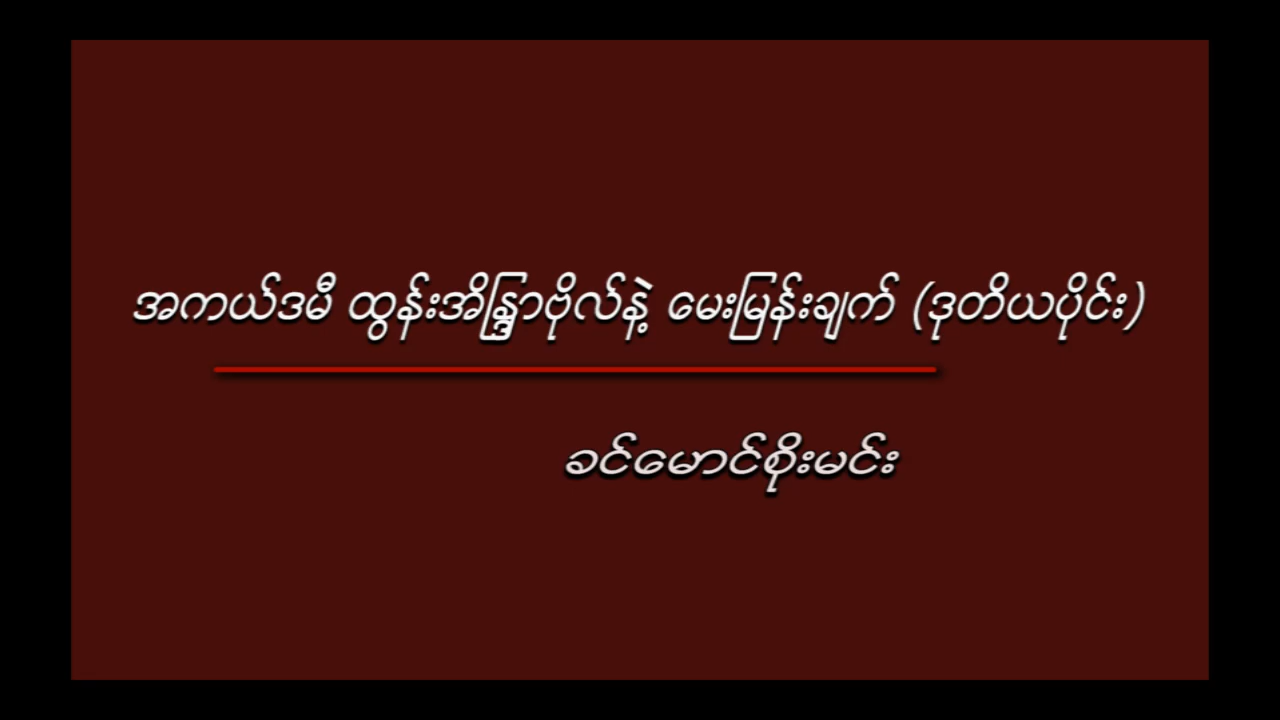 အကယ်ဒမီ ထွန်းအိန္ဒြာဗိုလ်နဲ့ မေးမြန်းချက် (ဒုတိယပိုင်း)
ခင်မောင်စိုးမင်း